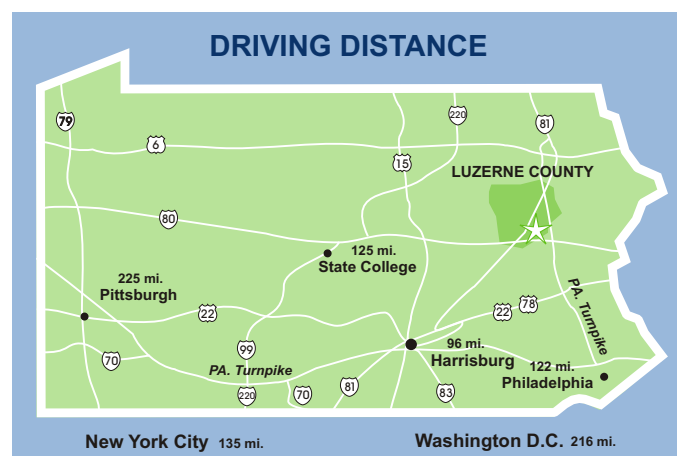 DRIVING DISTANCE
79
220
81
6
15
LUZERNE COUNTY
80
125 mi.
State College
225 mi.
Pittsburgh
22
22
78
PA. Turnpike
99
96 mi.
Harrisburg
70
PA. Turnpike
122 mi.
Philadelphia
81
220
70
83
New York City 135 mi.
Washington D.C. 216 mi.